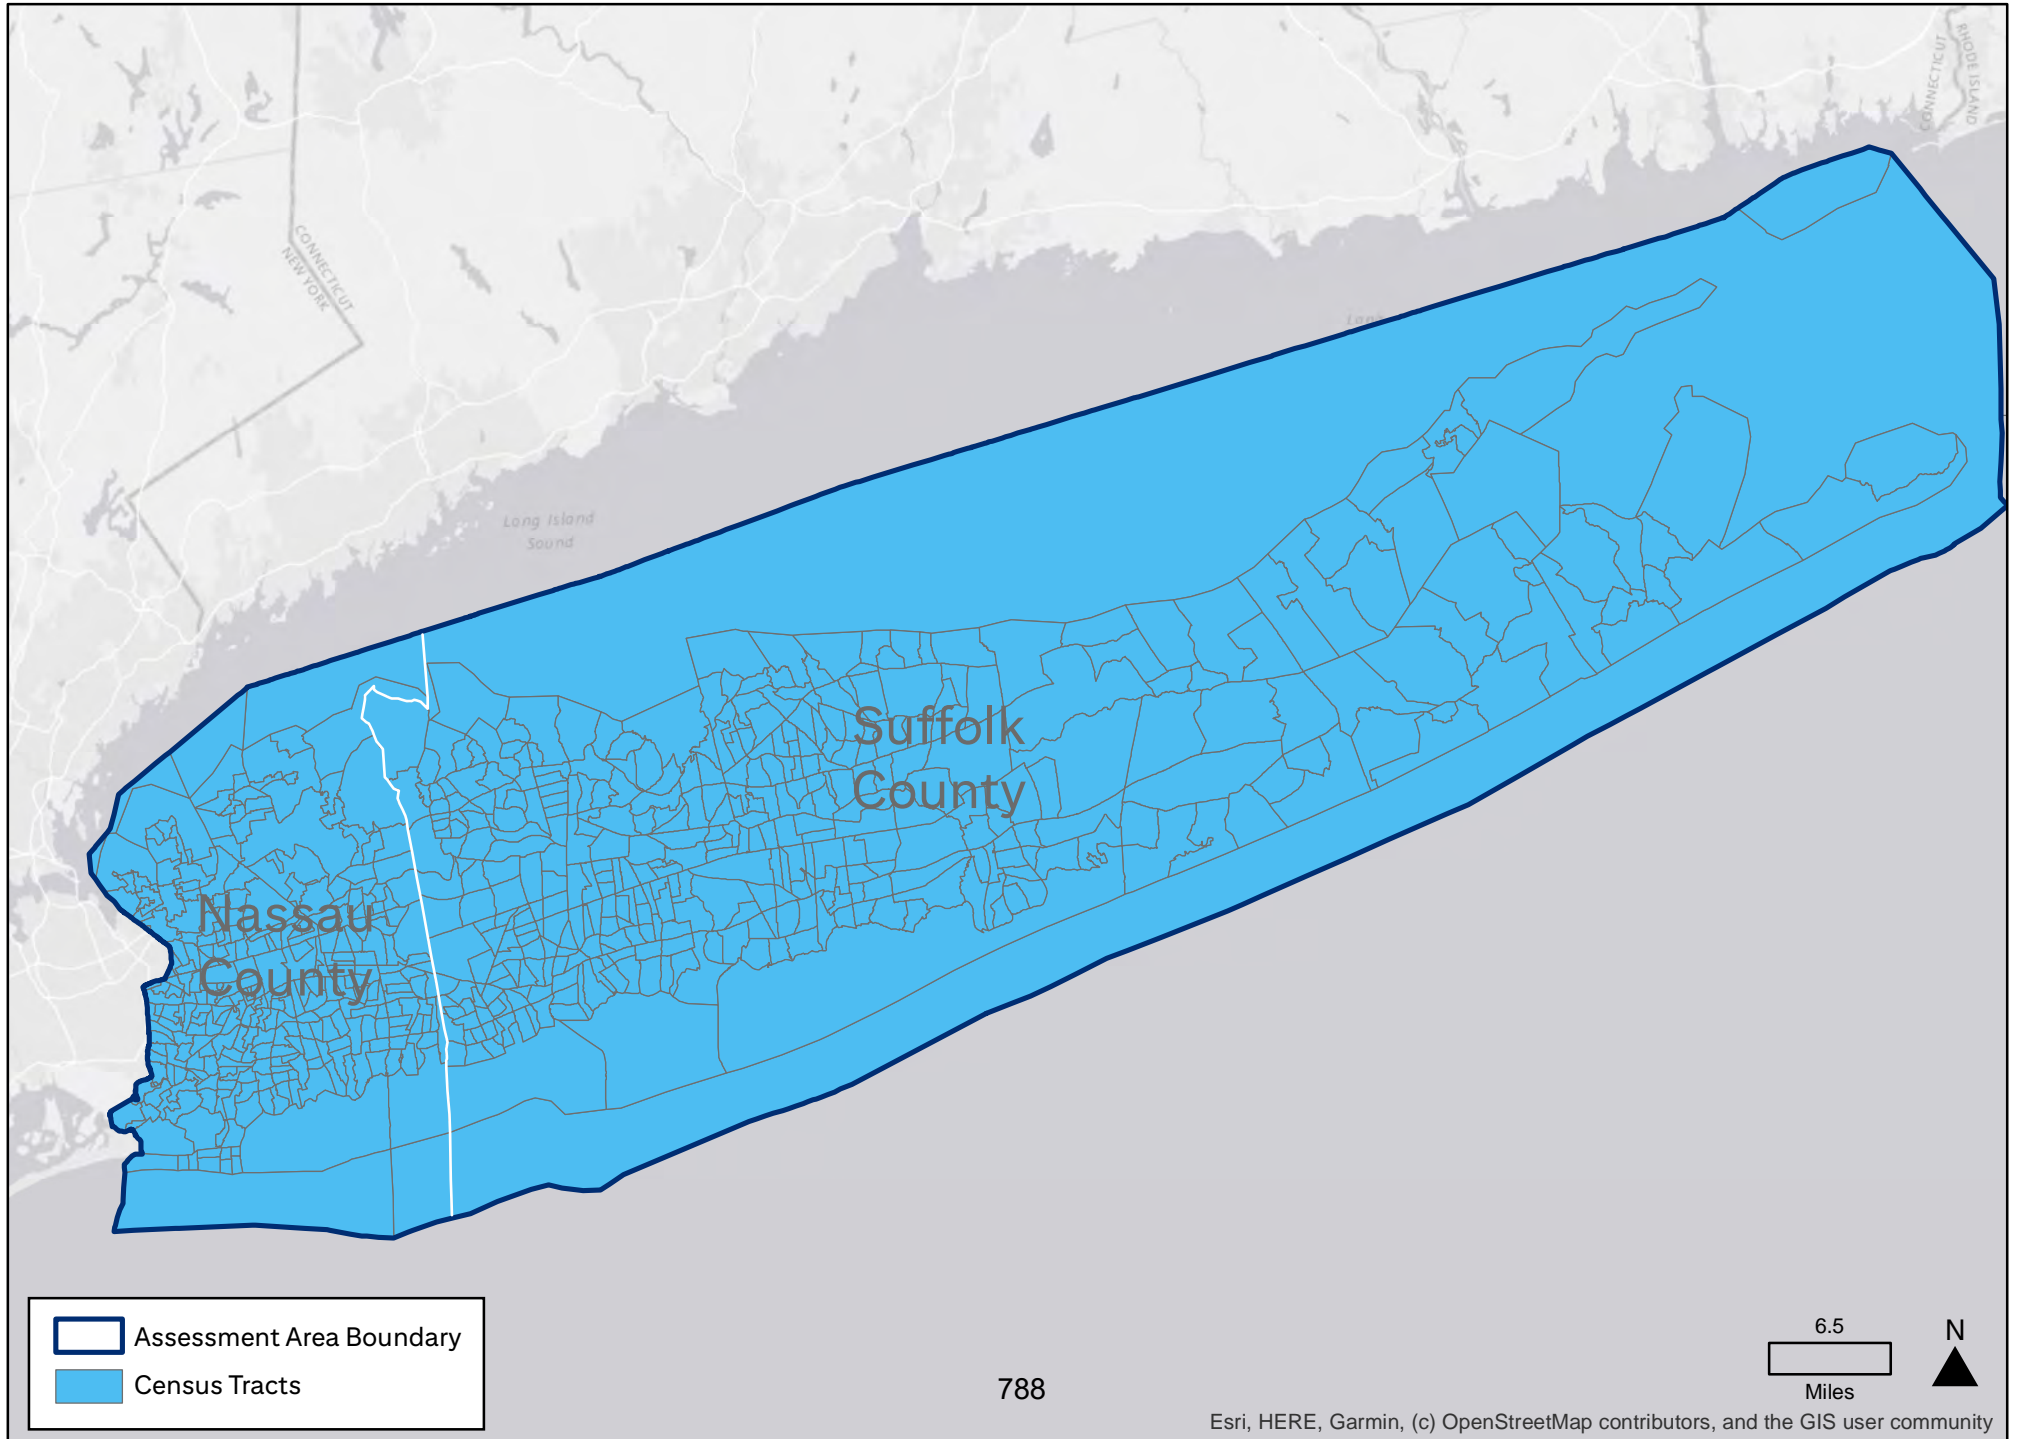 CONNECTICUT
RHODE ISLAND
CONNECTICUT
NEW YORK
Long Island
Sound
Suffolk
County
Nassau
County
Assessment Area Boundary
Census Tracts
788
6.5
Miles
N
Esri, HERE, Garmin, (c) OpenStreetMap contributors, and the GIS user community